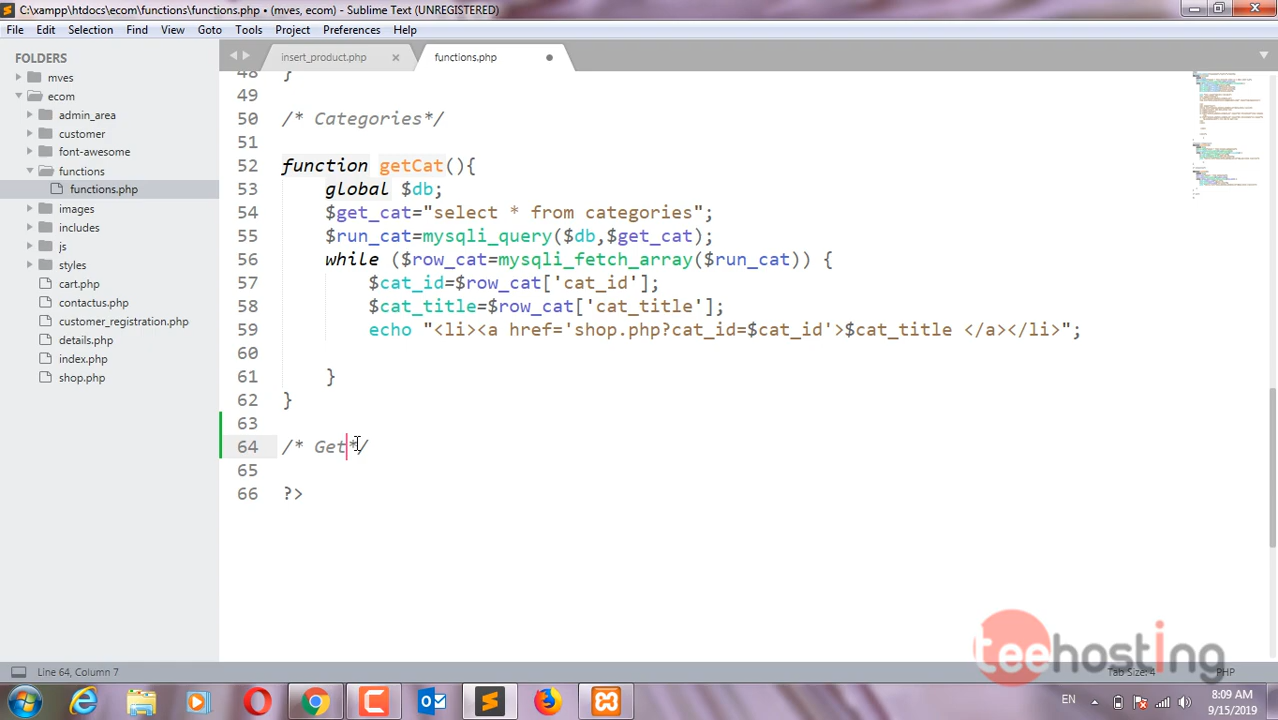 C:\xampp\htdocs\ecom\functions\functions.php • (mves, ecom) - Sublime Text (UNREGISTERED)
File Edit Selection Find View Goto Tools Project Preferences Help
FOLDERS
mves
ecom
admin_area
customer
font-awesome
functions
functions.php
images
includes
js
styles
cart.php
contactus.php
customer_registration.php
details.php
index.php
shop.php
insert_product.php
functions.php
48 }
49
50 /* Categories*/
51
52 function getCat(){
53 global $db;
54 $get_cat="select * from categories";
55 $run_cat=mysqli_query($db,$get_cat);
56 while ($row_cat=mysqli_fetch_array($run_cat)) {
57 $cat_id=$row_cat['cat_id'];
58 $cat_title=$row_cat['cat_title'];
59 echo "<li><a href='shop.php?cat_id=$cat_id'>$cat_title </a></li>";
60
61 }
62 }
63
64 /* Get*/
65
66 ?>
teehosting
Line 64, Column 7
Tab Size: 4
PHP
EN
8:09 AM
9/15/2019